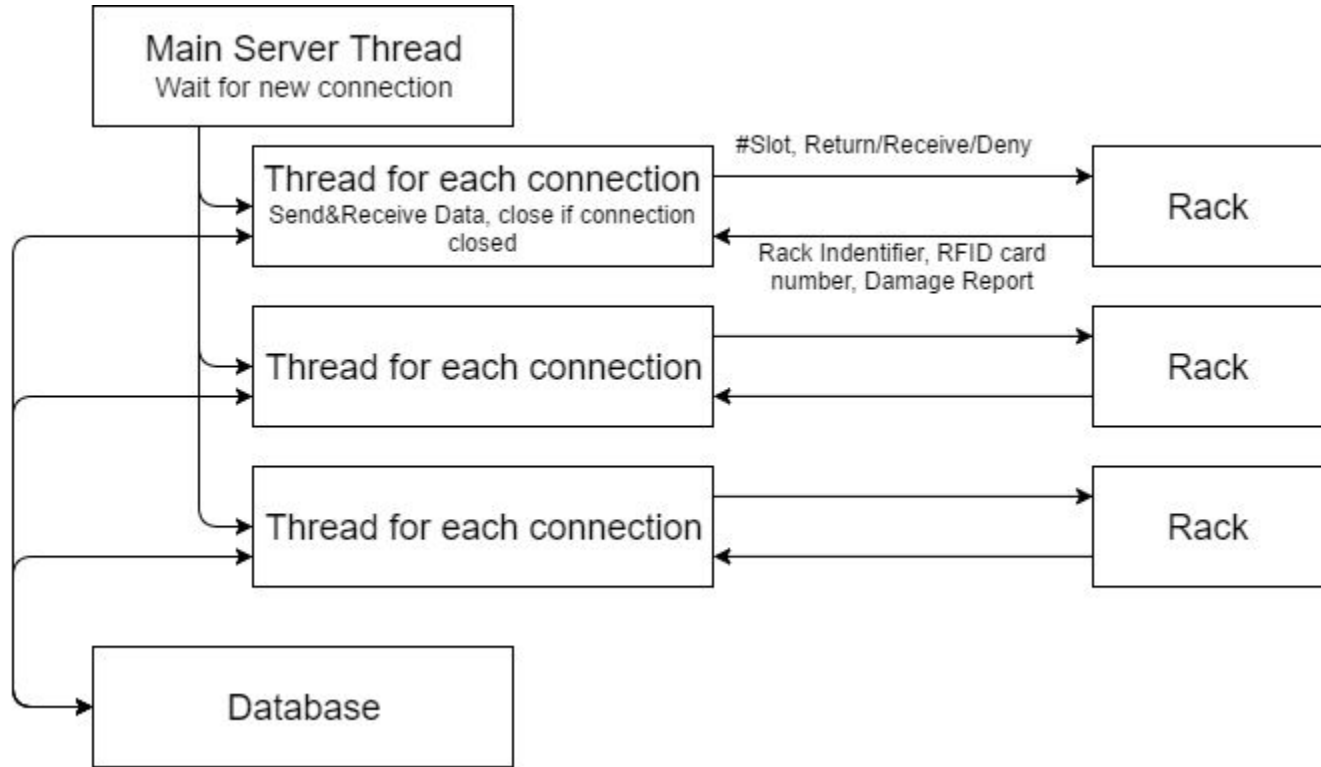 Main Server Thread
Wait for new connection
#Slot, Return/Receive/Deny
Thread for each connection
Send&Receive Data, close if connection
closed
Rack
Rack Indentifier, RFID card
number, Damage Report
Thread for each connection
Rack
Thread for each connection
Rack
Database